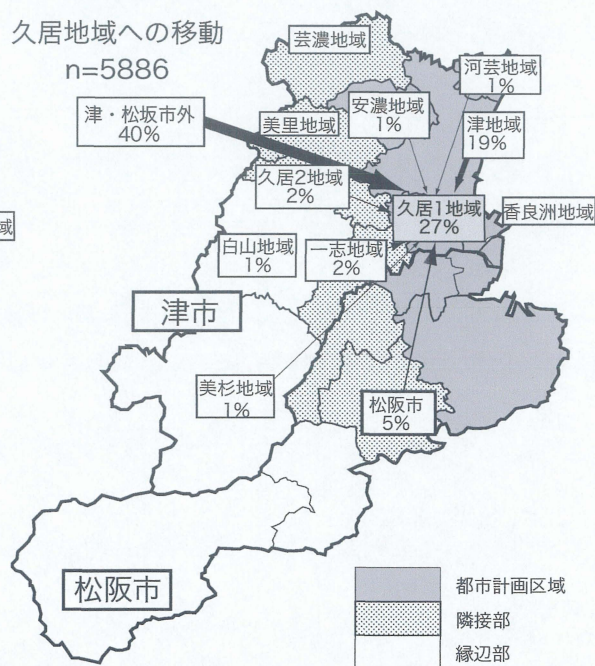 久居地域への移動
n=5886
芸濃地域
河芸地域
1%
津・松坂市外
40%
安濃地域
1%
美里地域
津地域
19%
久居2地域
2%
久居1地域
27%
香良洲地域
域
白山地域
1%
一志地域
2%
津市
美杉地域
1%
松阪市
5%
松阪市
都市計画区域
隣接部
縁辺部